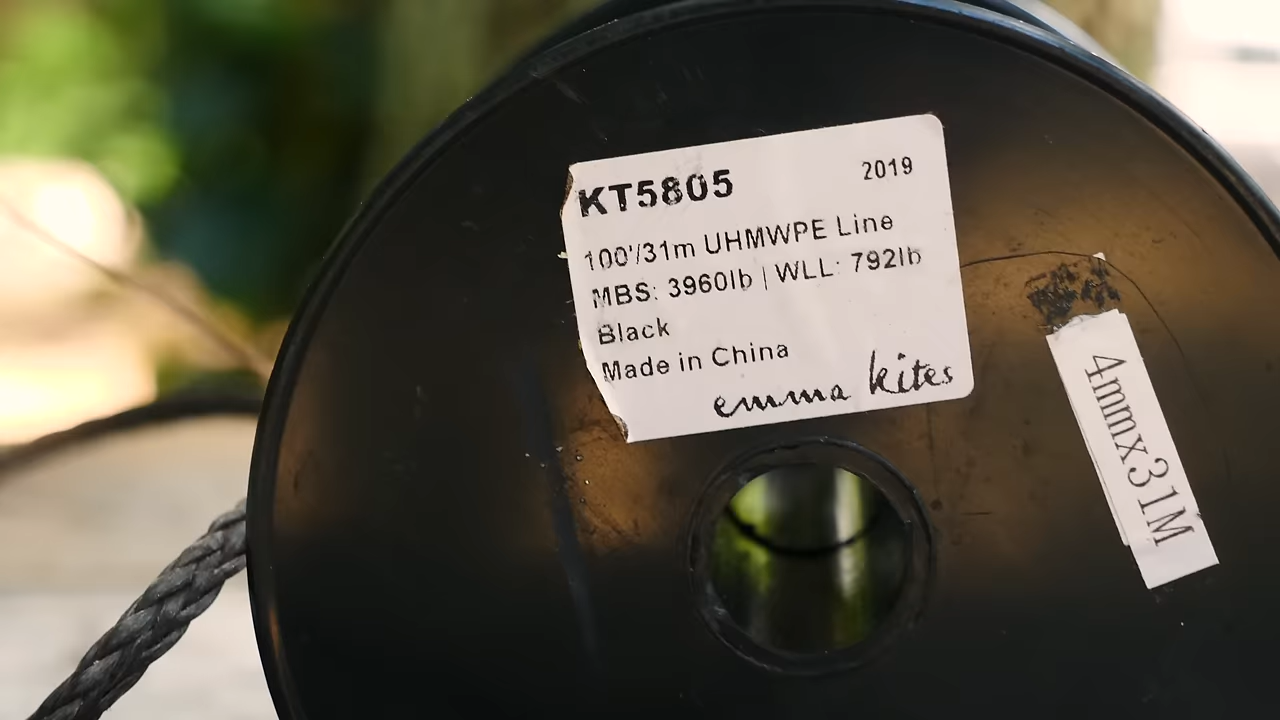 KT5805 2019
100'/31m UHMWPE Line
MBS: 3960lb | WLL: 792lb
Black
Made in China
emma kites
4mmx31M